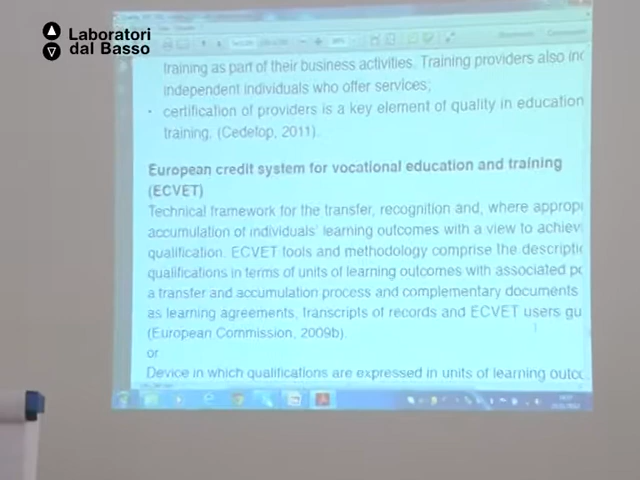 Laboratori
dal Basso
training as part of their business activities. Training providers also inc
independent individuals who offer services;
· certification of providers is a key element of quality in education
training. (Cedefop, 2011).
European credit system for vocational education and training
(ECVET)
Technical framework for the transfer, recognition and, where appropr
accumulation of individuals' learning outcomes with a view to achievi
qualification. ECVET tools and methodology comprise the descriptio
qualifications in terms of units of learning outcomes with associated po
a transfer and accumulation process and complementary documents
as learning agreements, transcripts of records and ECVET users gu
(European Commission, 2009b).
or
Device in which qualifications are expressed in units of learning outco